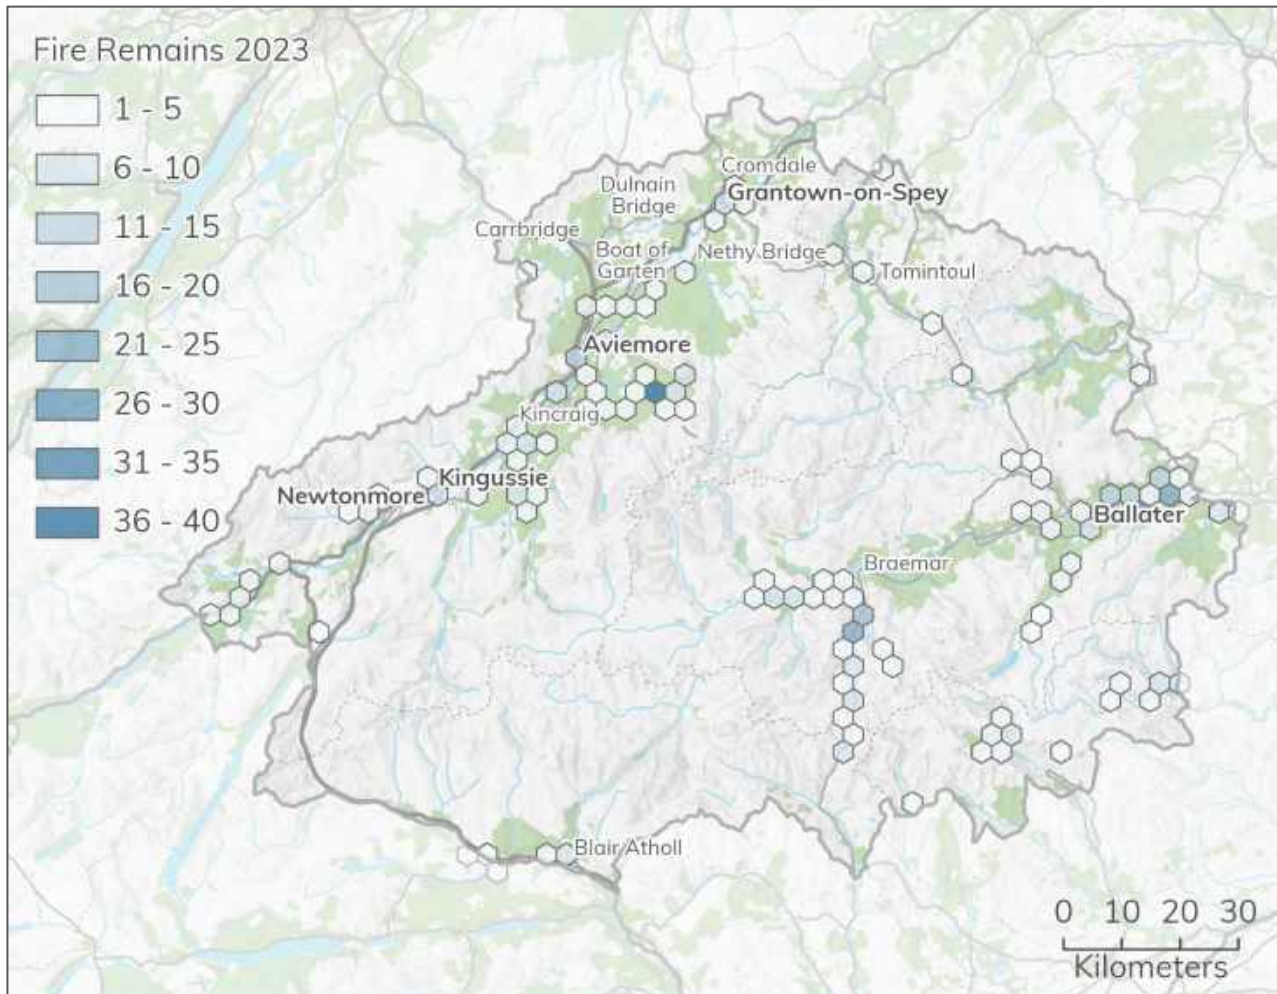 Fire Remains 2023
1 - 5
6 - 10
11 - 15
16 - 20
21 - 25
26 - 30
31 - 35
36 - 40
Cromdale
Dulnain
Bridge
Grantown-on-Spey
Carrbridge
Boat of
Garten
Nethy Bridge
Tomintoul
Aviemore
Kincraig
Kingussie
Newtonmore
Ballater
Braemar
Blair Atholl
0 10 20 30
Kilometers